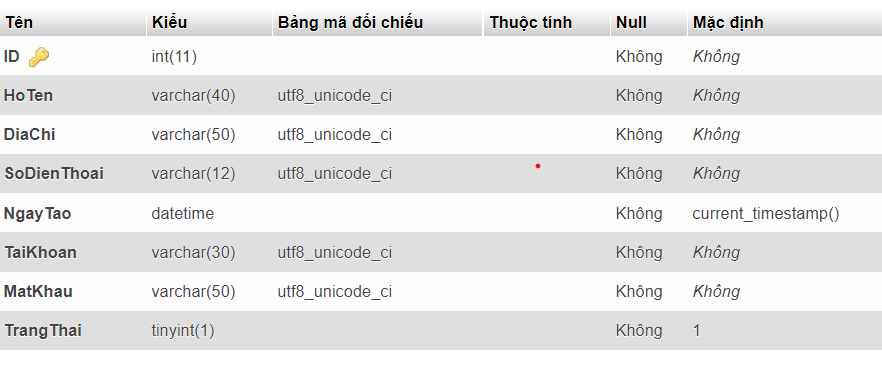 Tên Kiểu Bảng mã đối chiếu Thuộc tính Null Mặc định
ID int(11) Không Không
HoTen varchar(40) utf8_unicode_ci Không Không
DiaChi varchar(50) utf8_unicode_ci Không Không
SoDienThoai varchar(12) utf8_unicode_ci Không Không
NgayTao datetime Không current_timestamp()
TaiKhoan varchar(30) utf8_unicode_ci Không Không
MatKhau varchar(50) utf8_unicode_ci Không Không
TrangThai tinyint(1) Không 1